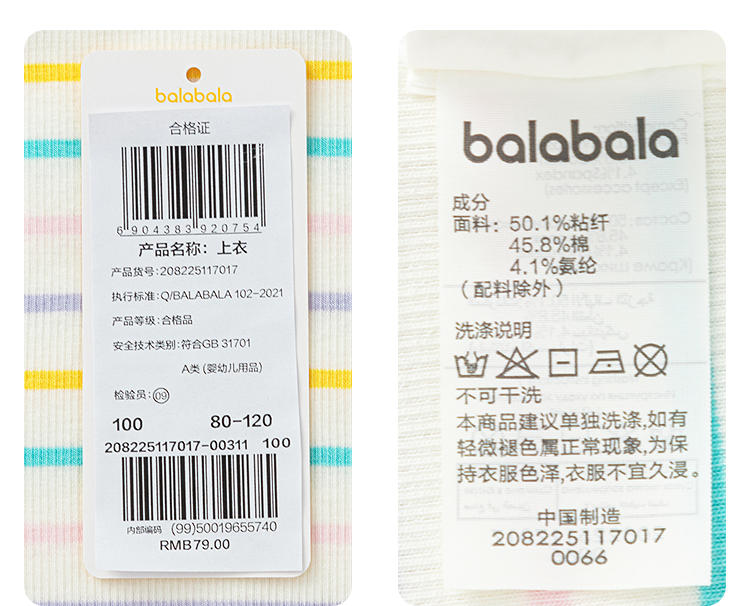 balabala
合格证
6 904383 920754
产品名称：上衣
产品货号：208225117017
执行标准：Q/BALABALA 102-2021
产品等级：合格品
安全技术类别：符合GB 31701
A类 (婴幼儿用品)
检验员：09
100 80-120
208225117017-00311 100
内部编码 (99)50019655740
RMB79.00
balabala
成分
面料：50.1%粘纤
45.8%棉
4.1%氨纶
（配料除外）
洗涤说明
不可干洗
本商品建议单独洗涤,如有
轻微褪色属正常现象,为保
持衣服色泽,衣服不宜久浸。
中国制造
208225117017
0066